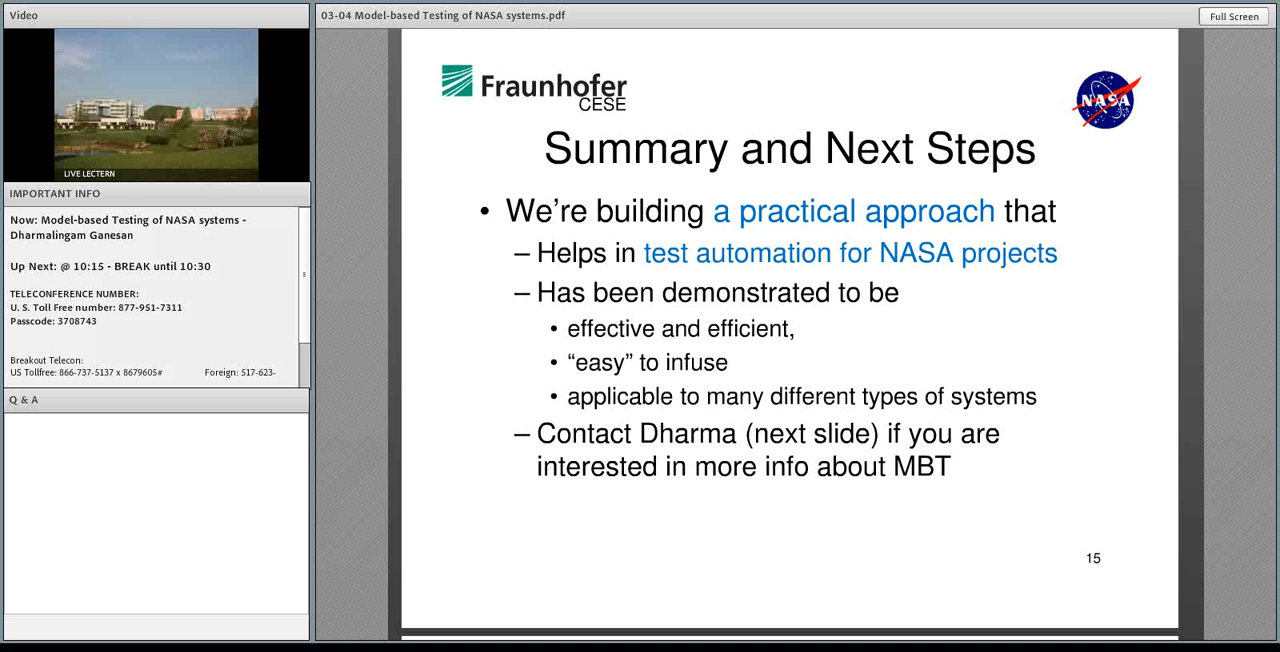 Video
LIVE LECTERN
IMPORTANT INFO
Now: Model-based Testing of NASA systems -
Dharmalingam Ganesan
Up Next: @ 10:15 - BREAK until 10:30
TELECONFERENCE NUMBER:
U. S. Toll Free number: 877-951-7311
Passcode: 3708743
Breakout Telecon:
US Tollfree: 866-737-5137 x 8679605# Foreign: 517-623-
Q & A
03-04 Model-based Testing of NASA systems.pdf
Full Screen
Fraunhofer
CESE
NASA
Summary and Next Steps
• We’re building a practical approach that
– Helps in test automation for NASA projects
– Has been demonstrated to be
• effective and efficient,
• “easy” to infuse
• applicable to many different types of systems
– Contact Dharma (next slide) if you are
interested in more info about MBT
15